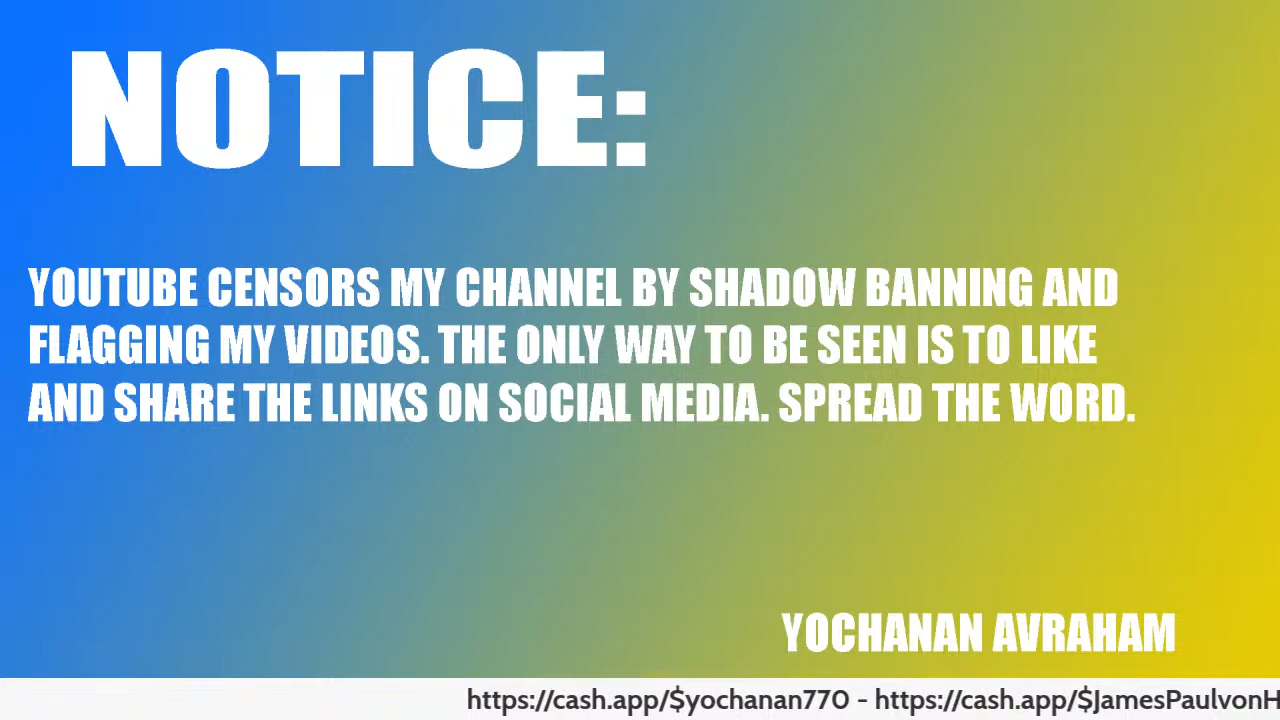 NOTICE:
YOUTUBE CENSORS MY CHANNEL BY SHADOW BANNING AND
FLAGGING MY VIDEOS. THE ONLY WAY TO BE SEEN IS TO LIKE
AND SHARE THE LINKS ON SOCIAL MEDIA. SPREAD THE WORD.
YOCHANAN AVRAHAM
https://cash.app/$yochanan770 - https://cash.app/$JamesPaulvonH